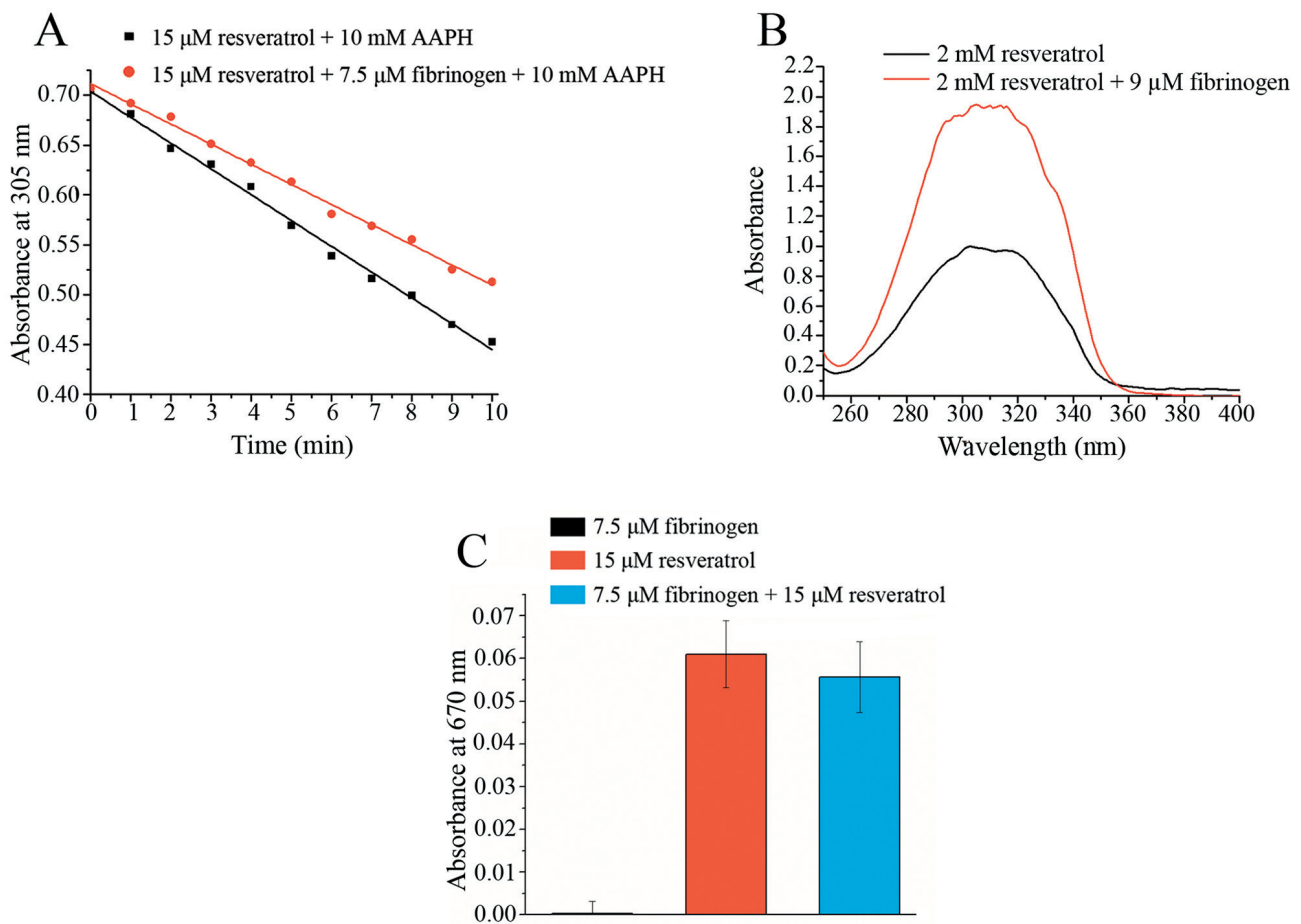 A
15 μM resveratrol + 10 mM AAPH
15 μM resveratrol + 7.5 μM fibrinogen + 10 mM AAPH
0.70
0.65
0.60
0.55
0.50
0.45
0.40
Absorbance at 305 nm
0 1 2 3 4 5 6 7 8 9 10
Time (min)
B
2 mM resveratrol
2 mM resveratrol + 9 μM fibrinogen
2.2
2.0
1.8
1.6
1.4
1.2
1.0
0.8
0.6
0.4
0.2
0.0
Absorbance
260 280 300 320 340 360 380 400
Wavelength (nm)
C
7.5 μM fibrinogen
15 μM resveratrol
7.5 μM fibrinogen + 15 μM resveratrol
0.07
0.06
0.05
0.04
0.03
0.02
0.01
0.00
Absorbance at 670 nm